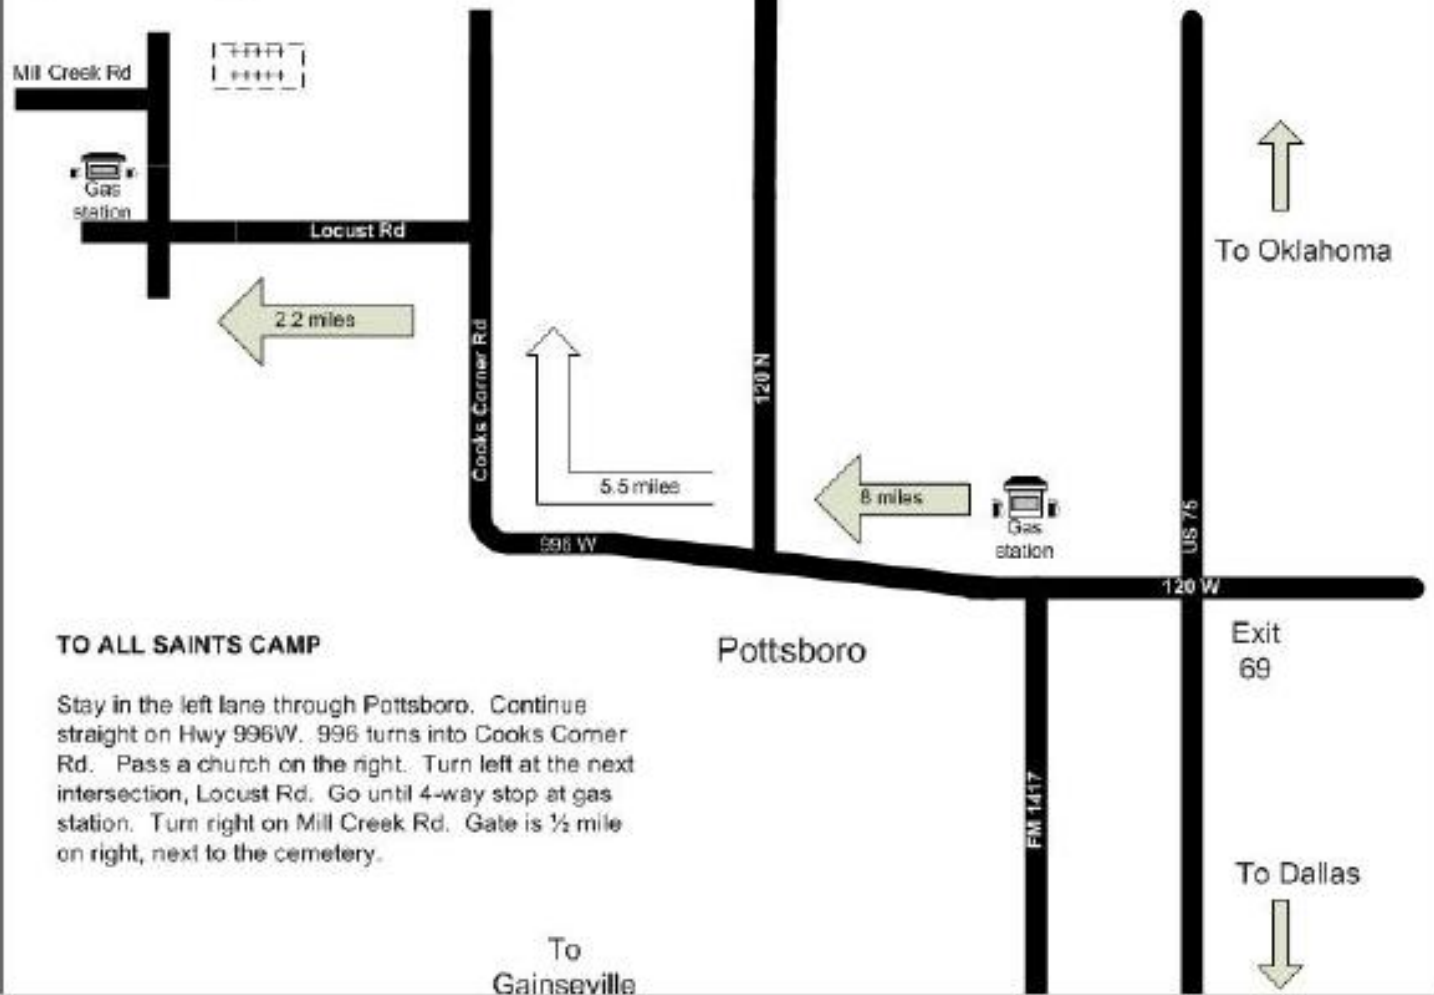 Mill Creek Rd
Gas
station
Locust Rd
To Oklahoma
2.2 miles
Cooks Corner Rd
120 N
5.5 miles
8 miles
Gas
station
US 75
996 W
120 W
Exit
69
Pottsboro
TO ALL SAINTS CAMP
Stay in the left lane through Pottsboro. Continue
straight on Hwy 996W. 996 turns into Cooks Corner
Rd. Pass a church on the right. Turn left at the next
intersection, Locust Rd. Go until 4-way stop at gas
station. Turn right on Mill Creek Rd. Gate is ½ mile
on right, next to the cemetery.
FM 1417
To Dallas
To
Gainseville